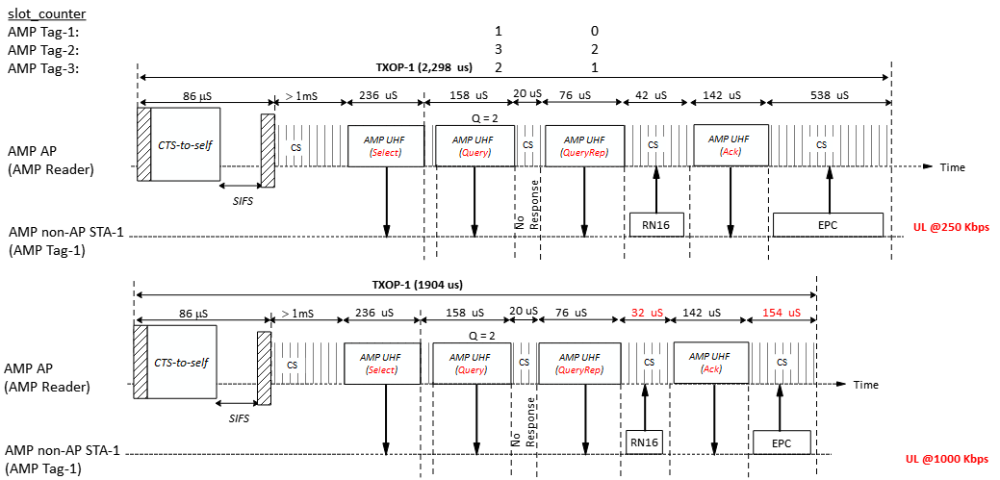 slot_counter
AMP Tag-1: 1 0
AMP Tag-2: 3 2
AMP Tag-3: 2 1
TXOP-1 (2,298 us)
86 µS > 1mS 236 uS 158 uS 20 uS 76 uS 42 uS 142 uS 538 uS
Q = 2
CTS-to-self
CS
AMP UHF
(Select)
AMP UHF
(Query)
CS
AMP UHF
(QueryRep)
CS
AMP UHF
(Ack)
CS
AMP AP
(AMP Reader)
Time
SIFS
No
Response
RN16
EPC
AMP non-AP STA-1
(AMP Tag-1)
UL @250 Kbps
TXOP-1 (1904 us)
86 µS > 1mS 236 uS 158 uS 20 uS 76 uS 32 uS 142 uS 154 uS
Q = 2
CTS-to-self
CS
AMP UHF
(Select)
AMP UHF
(Query)
CS
AMP UHF
(QueryRep)
CS
AMP UHF
(Ack)
CS
AMP AP
(AMP Reader)
Time
SIFS
No
Response
RN16
EPC
AMP non-AP STA-1
(AMP Tag-1)
UL @1000 Kbps